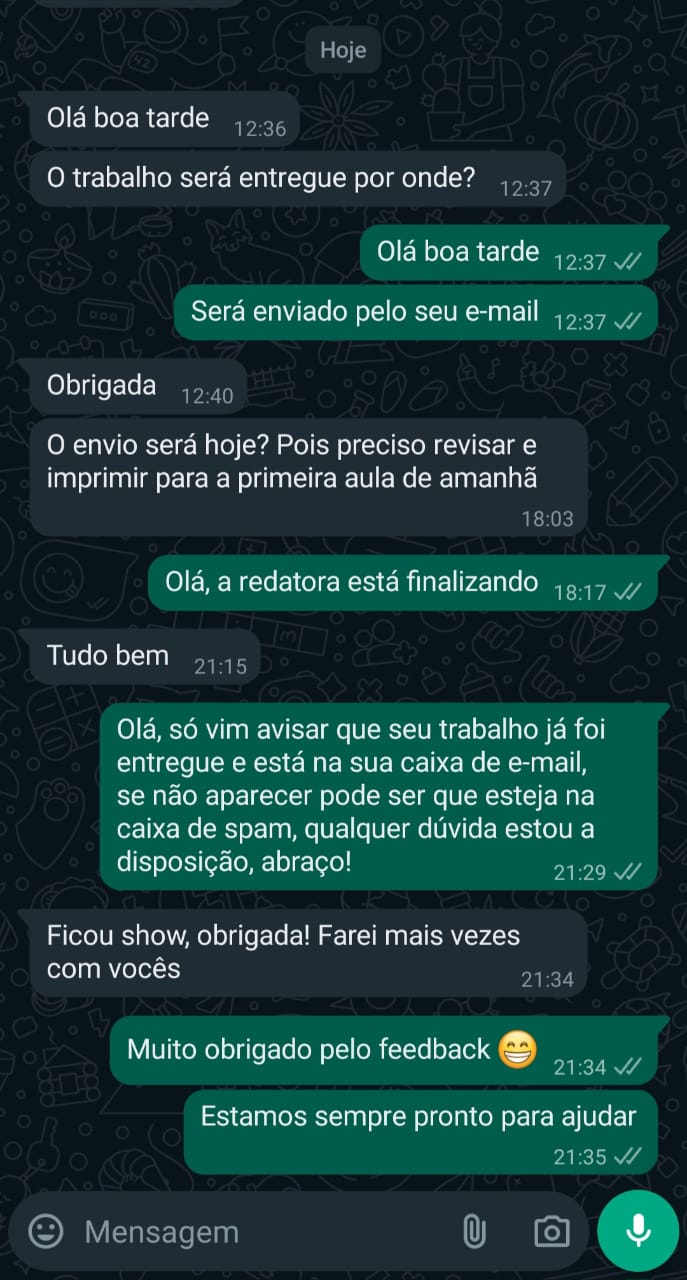 Hoje
Olá boa tarde 12:36
O trabalho será entregue por onde? 12:37
Olá boa tarde 12:37
Será enviado pelo seu e-mail 12:37
Obrigada 12:40
O envio será hoje? Pois preciso revisar e
imprimir para a primeira aula de amanhã
18:03
Olá, a redatora está finalizando 18:17
Tudo bem 21:15
Olá, só vim avisar que seu trabalho já foi
entregue e está na sua caixa de e-mail,
se não aparecer pode ser que esteja na
caixa de spam, qualquer dúvida estou a
disposição, abraço! 21:29
Ficou show, obrigada! Farei mais vezes
com vocês 21:34
Muito obrigado pelo feedback 😁 21:34
Estamos sempre pronto para ajudar
21:35
Mensagem